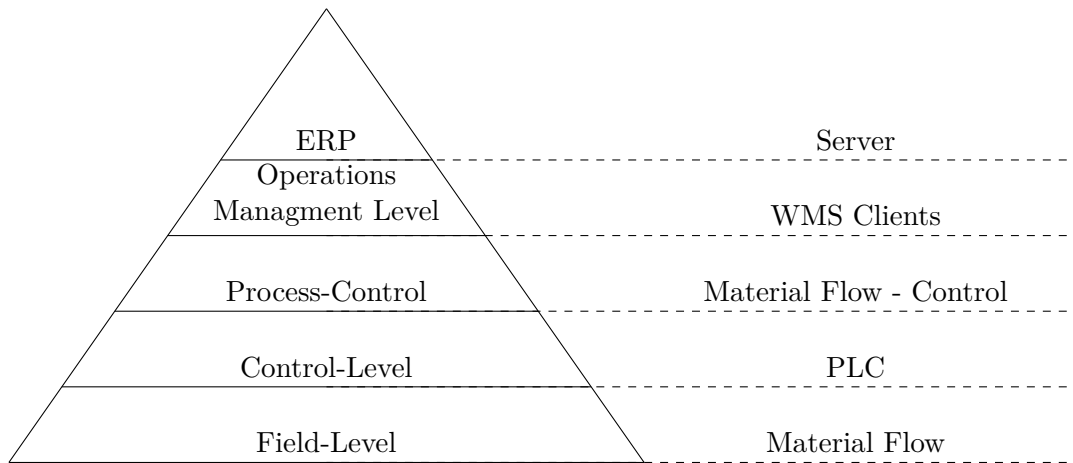 ERP
Server
Operations
Managment Level
WMS Clients
Process-Control
Material Flow - Control
Control-Level
PLC
Field-Level
Material Flow